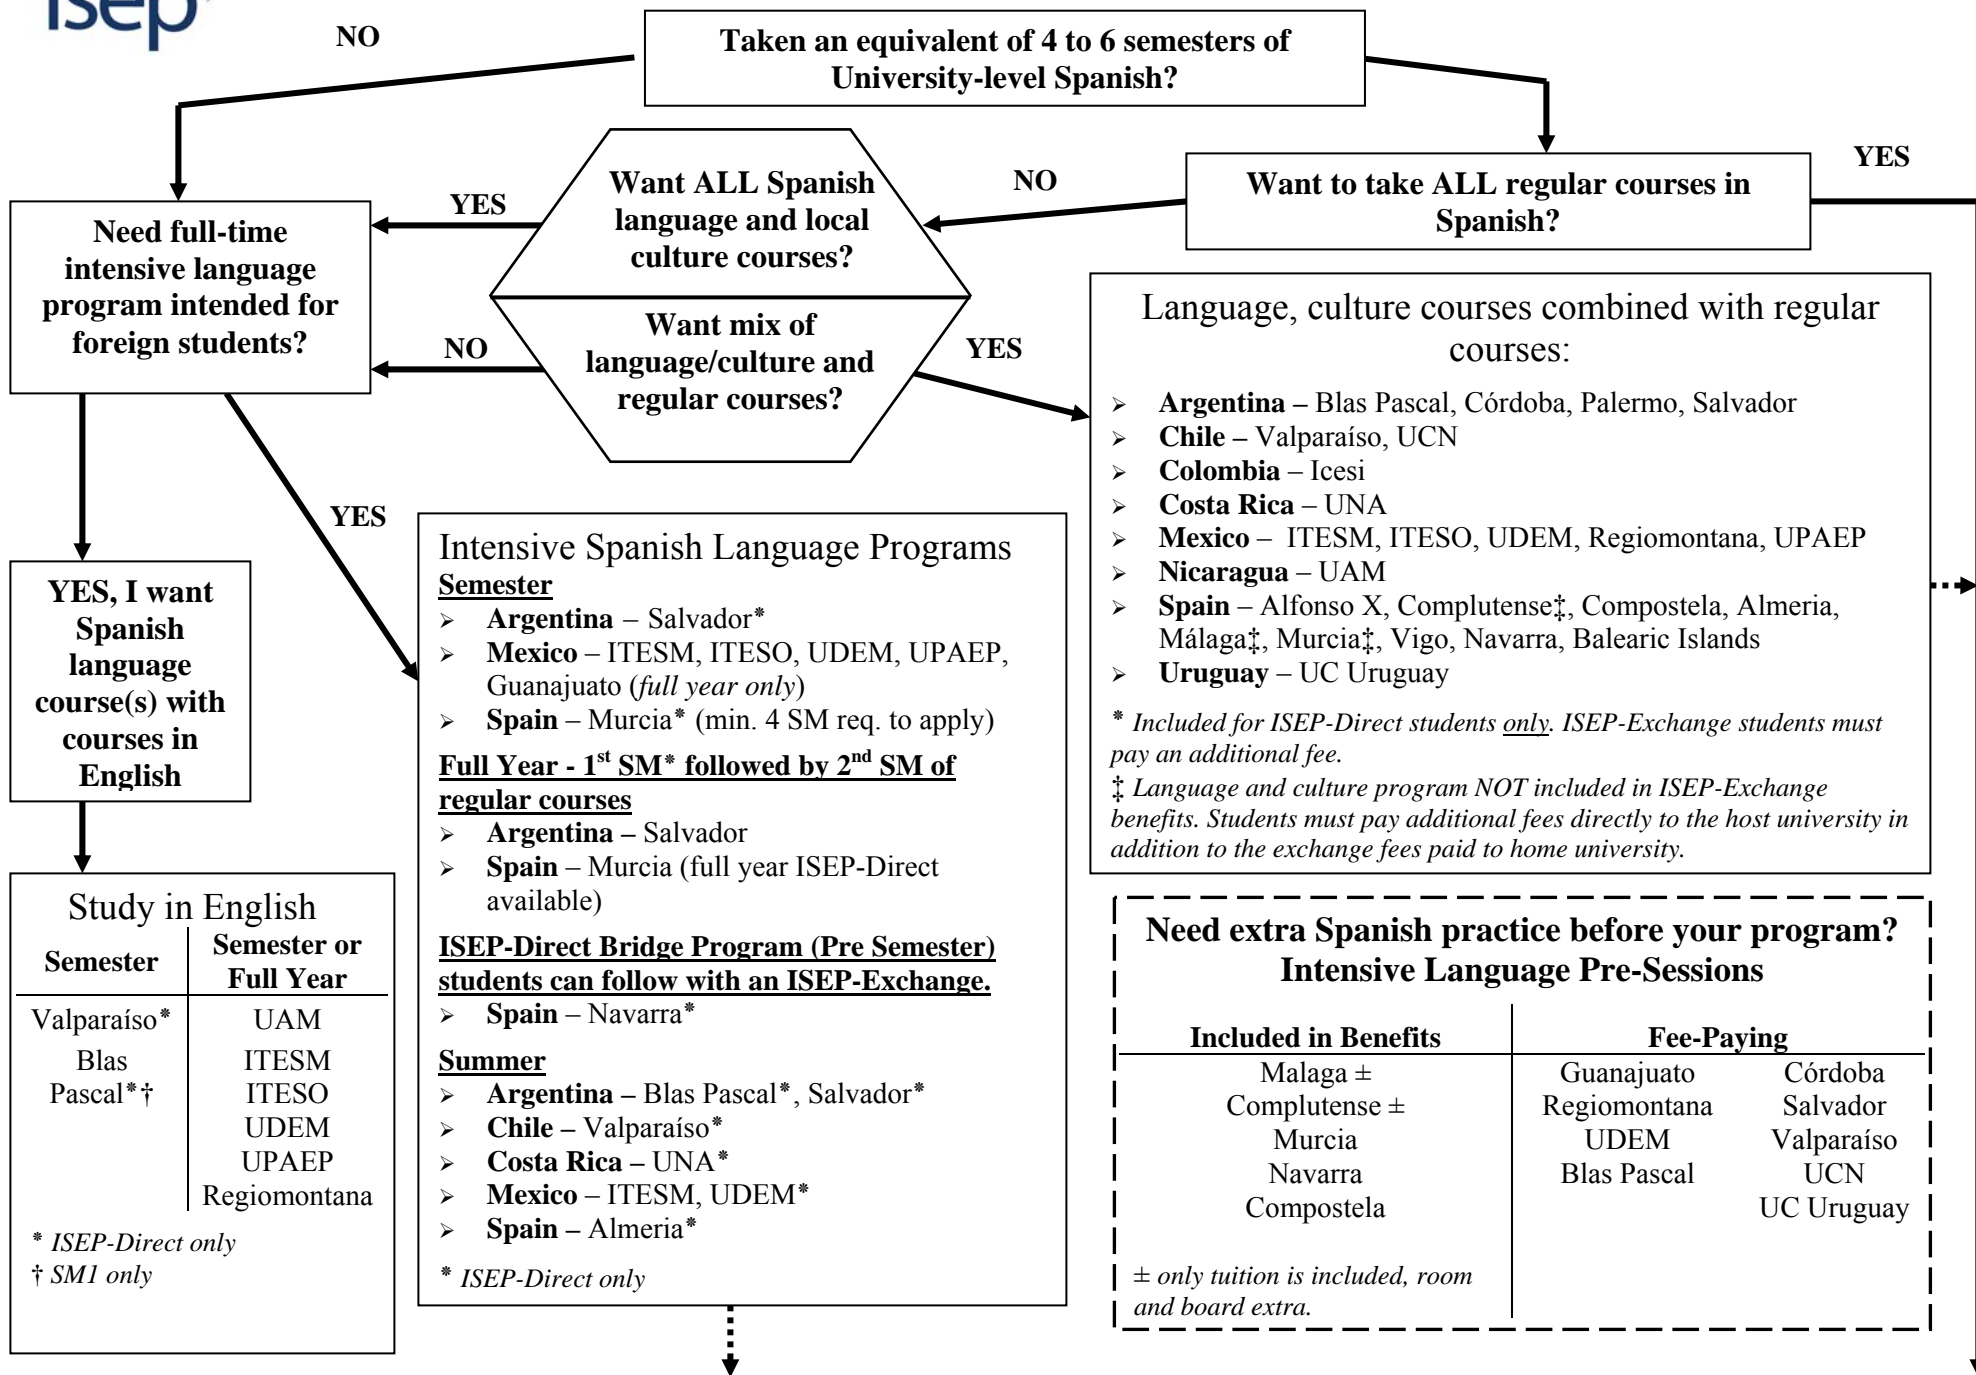 isep
NO
Taken an equivalent of 4 to 6 semesters of
University-level Spanish?
YES
Want to take ALL regular courses in
Spanish?
NO
Want ALL Spanish
language and local
culture courses?
YES
Want mix of
language/culture and
regular courses?
NO
YES
Need full-time
intensive language
program intended for
foreign students?
YES
YES, I want
Spanish
language
course(s) with
courses in
English
Study in English
Semester
Semester or
Full Year
Valparaíso*
Blas
Pascal*†
UAM
ITESM
ITESO
UDEM
UPAEP
Regiomontana
* ISEP-Direct only
† SM1 only
Intensive Spanish Language Programs
Semester
➢ Argentina – Salvador*
➢ Mexico – ITESM, ITESO, UDEM, UPAEP,
Guanajuato (full year only)
➢ Spain – Murcia* (min. 4 SM req. to apply)
Full Year - 1st SM* followed by 2nd SM of
regular courses
➢ Argentina – Salvador
➢ Spain – Murcia (full year ISEP-Direct
available)
ISEP-Direct Bridge Program (Pre Semester)
students can follow with an ISEP-Exchange.
➢ Spain – Navarra*
Summer
➢ Argentina – Blas Pascal*, Salvador*
➢ Chile – Valparaíso*
➢ Costa Rica – UNA*
➢ Mexico – ITESM, UDEM*
➢ Spain – Almeria*
* ISEP-Direct only
Language, culture courses combined with regular
courses:
➢ Argentina – Blas Pascal, Córdoba, Palermo, Salvador
➢ Chile – Valparaíso, UCN
➢ Colombia – Icesi
➢ Costa Rica – UNA
➢ Mexico – ITESM, ITESO, UDEM, Regiomontana, UPAEP
➢ Nicaragua – UAM
➢ Spain – Alfonso X, Complutense‡, Compostela, Almeria,
Málaga‡, Murcia‡, Vigo, Navarra, Balearic Islands
➢ Uruguay – UC Uruguay
* Included for ISEP-Direct students only. ISEP-Exchange students must
pay an additional fee.
‡ Language and culture program NOT included in ISEP-Exchange
benefits. Students must pay additional fees directly to the host university in
addition to the exchange fees paid to home university.
Need extra Spanish practice before your program?
Intensive Language Pre-Sessions
Included in Benefits
Malaga ±
Complutense ±
Murcia
Navarra
Compostela
± only tuition is included, room
and board extra.
Fee-Paying
Guanajuato Córdoba
Regiomontana Salvador
UDEM Valparaíso
Blas Pascal UCN
UC Uruguay